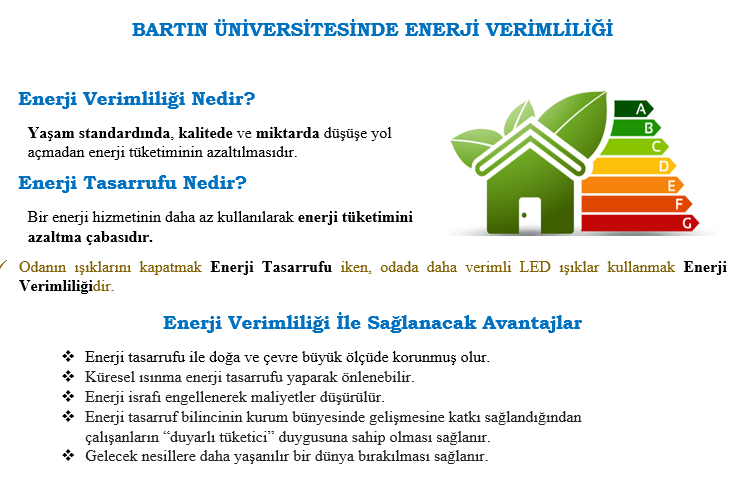 BARTIN ÜNİVERSİTESİNDE ENERJİ VERİMLİLİĞİ
Enerji Verimliliği Nedir?
Yaşam standardında, kalitede ve miktarda düşüşe yol
açmadan enerji tüketiminin azaltılmasıdır.
Enerji Tasarrufu Nedir?
Bir enerji hizmetinin daha az kullanılarak enerji tüketimini
azaltma çabasıdır.
A
B
C
D
E
F
G
✓ Odanın ışıklarını kapatmak Enerji Tasarrufu iken, odada daha verimli LED ışıklar kullanmak Enerji
Verimliliğidir.
Enerji Verimliliği İle Sağlanacak Avantajlar
❖ Enerji tasarrufu ile doğa ve çevre büyük ölçüde korunmuş olur.
❖ Küresel ısınma enerji tasarrufu yaparak önlenebilir.
❖ Enerji israfı engellenerek maliyetler düşürülür.
❖ Enerji tasarruf bilincinin kurum bünyesinde gelişmesine katkı sağlandığından
çalışanların “duyarlı tüketici” duygusuna sahip olması sağlanır.
❖ Gelecek nesillere daha yaşanılır bir dünya bırakılması sağlanır.